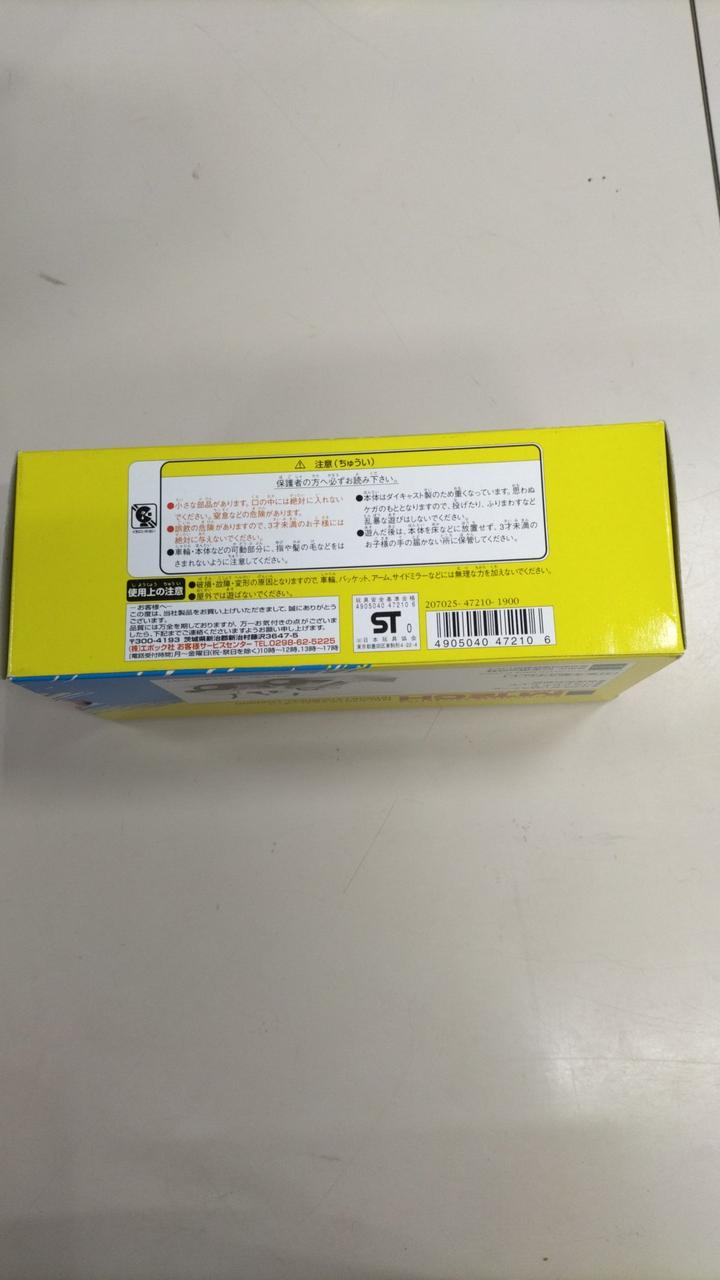 注意(ちゅうい)
保護者の方へ必ずお読み下さい。
●小さな部品があります。口の中には絶対に入れない
でください。窒息などの危険があります。
●誤飲の危険がありますので、3才未満のお子様には
絶対に与えないでください。
●車輪・本体などの可動部分に、指や髪の毛などをは
さまれないように注意してください。
●本体はダイキャスト製のため重くなっています。思わぬ
ケガのもととなりますので、投げたり、ふりまわすなど
乱暴な遊びはしないでください。
●遊んだ後は、本体を床などに放置せず、3才未満の
お子様の手の届かない所に保管してください。
使用上の注意
●破損・故障・変形の原因となりますので、車輪、バケット、アーム、サイドミラーなどには無理な力を加えないでください。
●屋外では遊ばないでください。
―お客様へ―
この度は、当社製品をお買い上げいただきまして、誠にありがとう
ございます。
品質には万全を期しておりますが、万一お気付きの点がございま
したら、下記までご連絡くださいますようお願い申し上げます。
〒300-4193 茨城県新治郡新治村藤沢3647-5
(株)エポック社 お客様サービスセンター TEL0298-62-5225
[電話受付時間]月〜金曜日(祝・祭日を除く)10時〜12時、13時〜17時
玩具安全基準合格
4905040 47210 6
ST
0
(社)日本玩具協会
東京都墨田区東駒形4-22-4
207025-47210-1900
4905040 47210 6